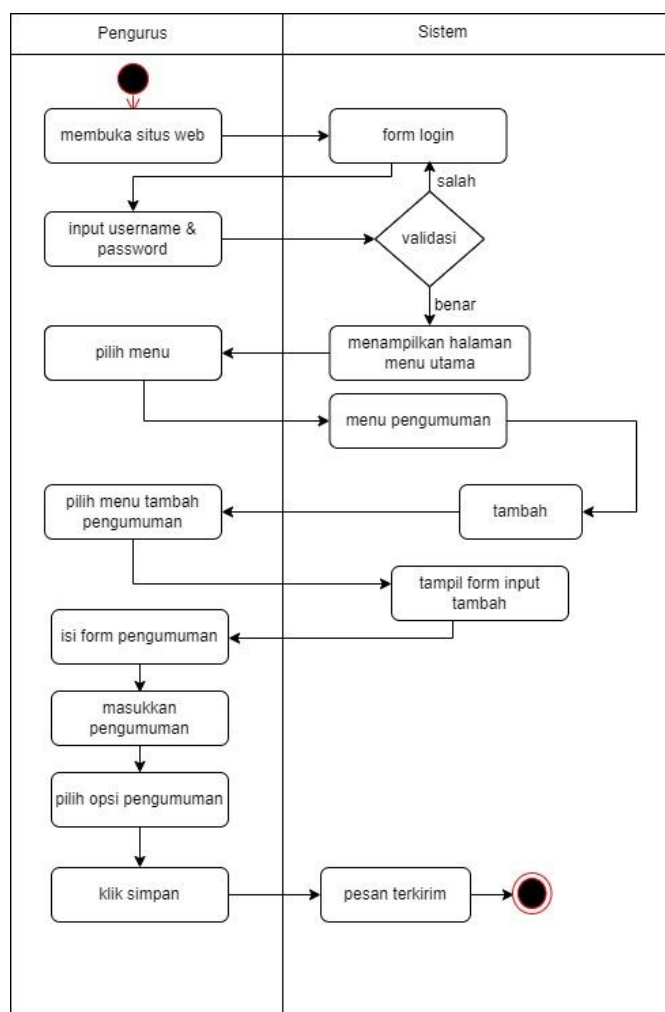 Pengurus
Sistem
membuka situs web
form login
salah
input username &
password
validasi
benar
pilih menu
menampilkan halaman
menu utama
menu pengumuman
pilih menu tambah
pengumuman
tambah
tampil form input
tambah
isi form pengumuman
masukkan
pengumuman
pilih opsi pengumuman
klik simpan
pesan terkirim